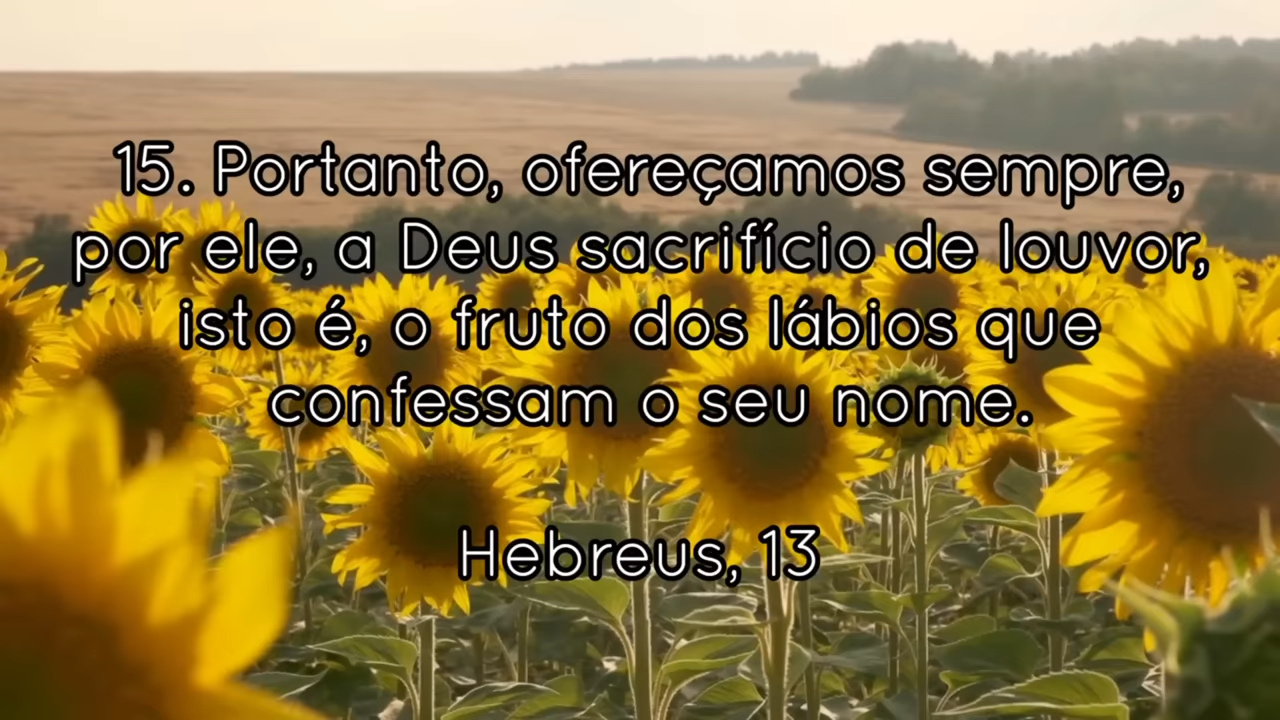 15. Portanto, ofereçamos sempre,
por ele, a Deus sacrifício de louvor,
isto é, o fruto dos lábios que
confessam o seu nome.
Hebreus, 13